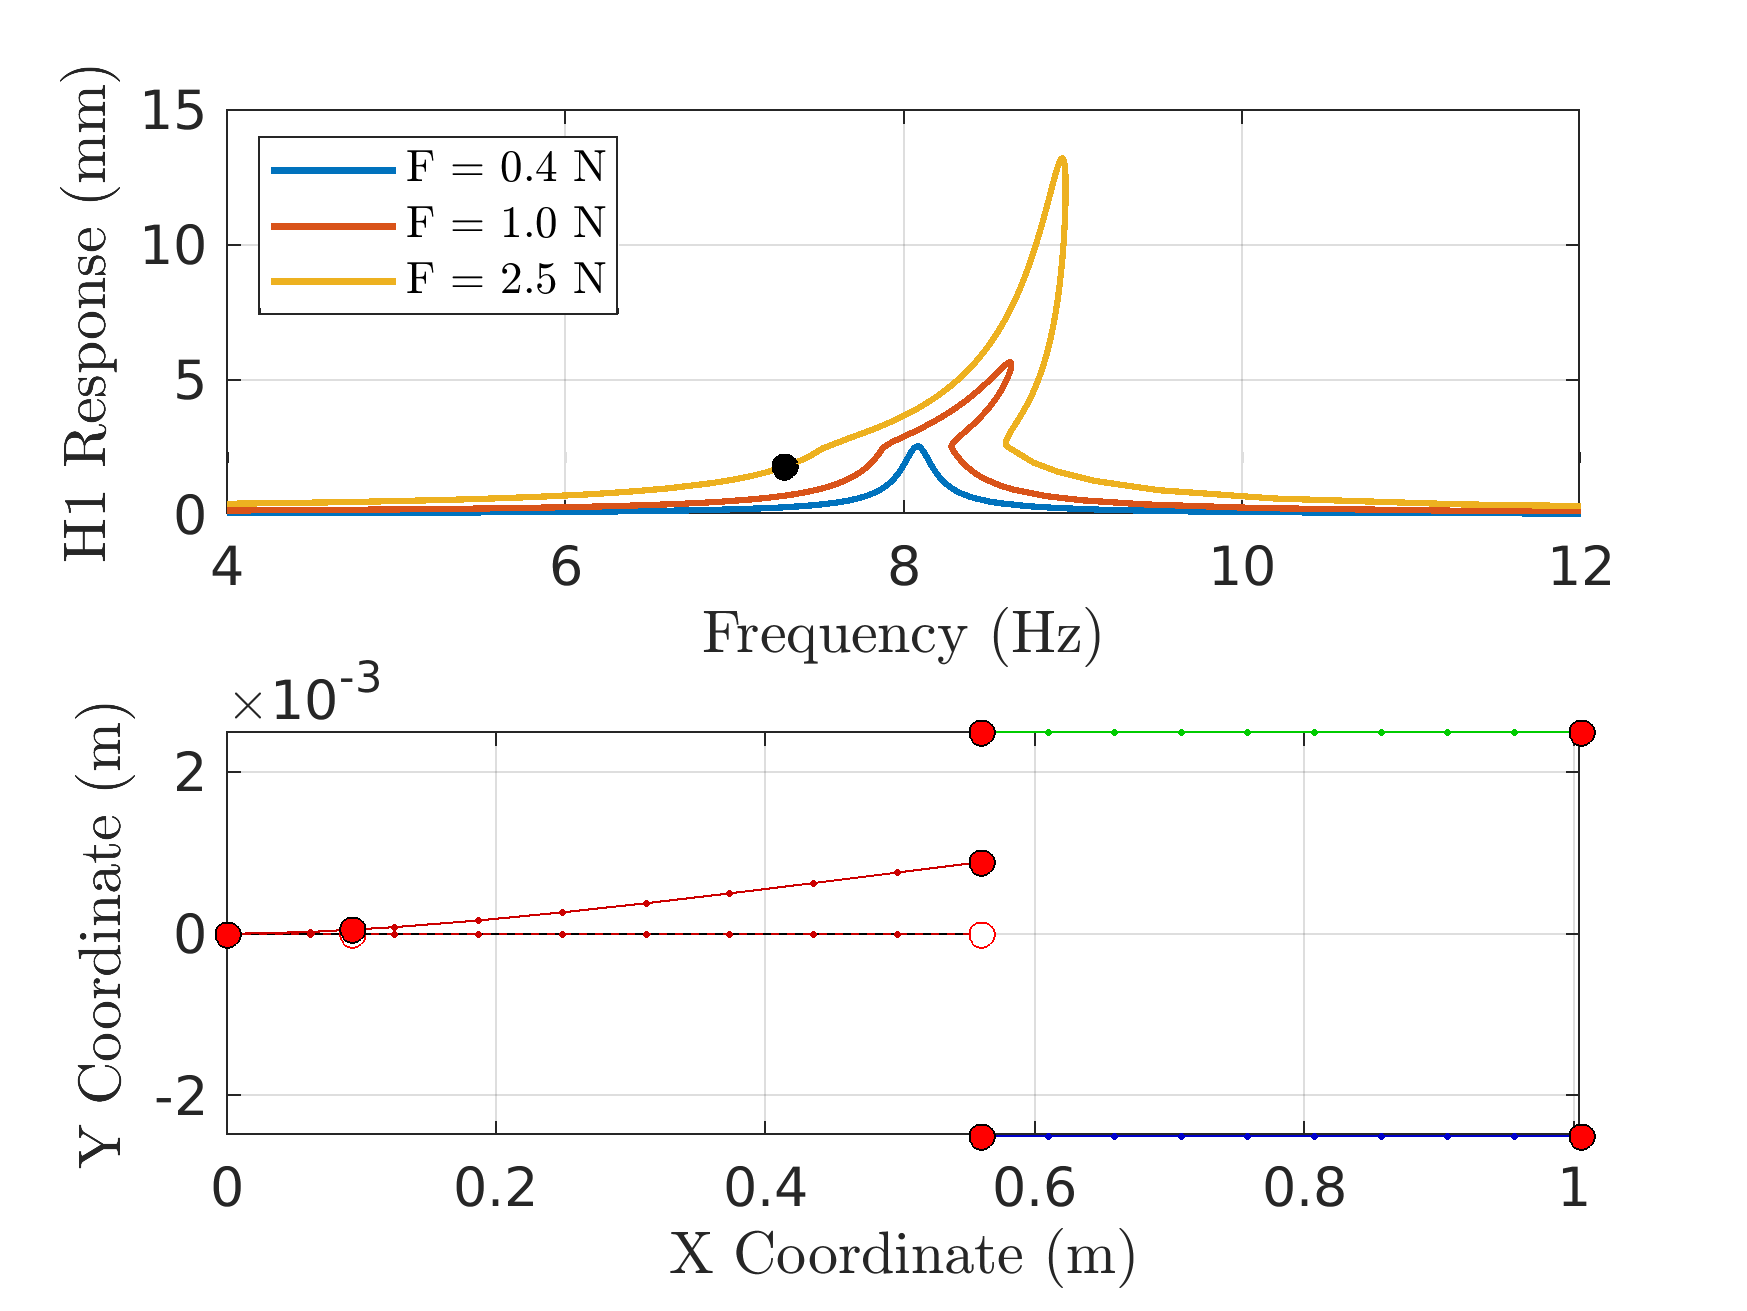 15
10
5
0
H1 Response (mm)
F = 0.4 N
F = 1.0 N
F = 2.5 N
4 6 8 10 12
Frequency (Hz)
×10-3
2
0
-2
Y Coordinate (m)
0 0.2 0.4 0.6 0.8 1
X Coordinate (m)